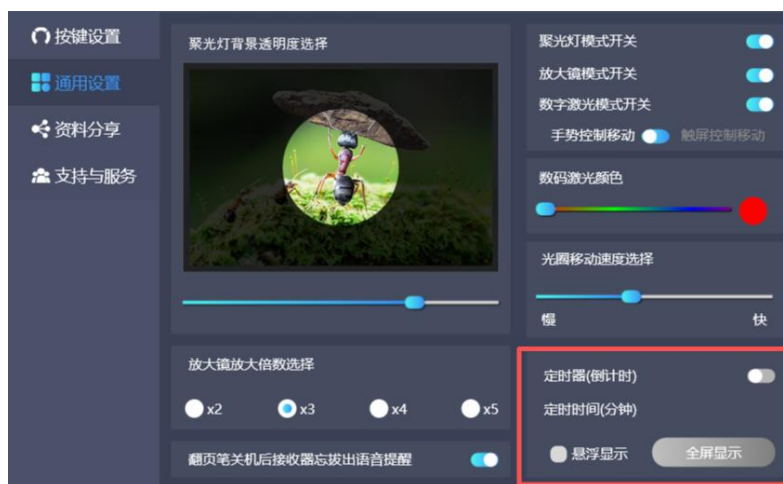 按键设置
通用设置
资料分享
支持与服务
聚光灯背景透明度选择
放大镜放大倍数选择
x2 x3 x4 x5
翻页笔关机后接收器忘拔出语音提醒
聚光灯模式开关
放大镜模式开关
数字激光模式开关
手势控制移动 触屏控制移动
数码激光颜色
光圈移动速度选择
慢 快
定时器(倒计时)
定时时间(分钟)
悬浮显示 全屏显示